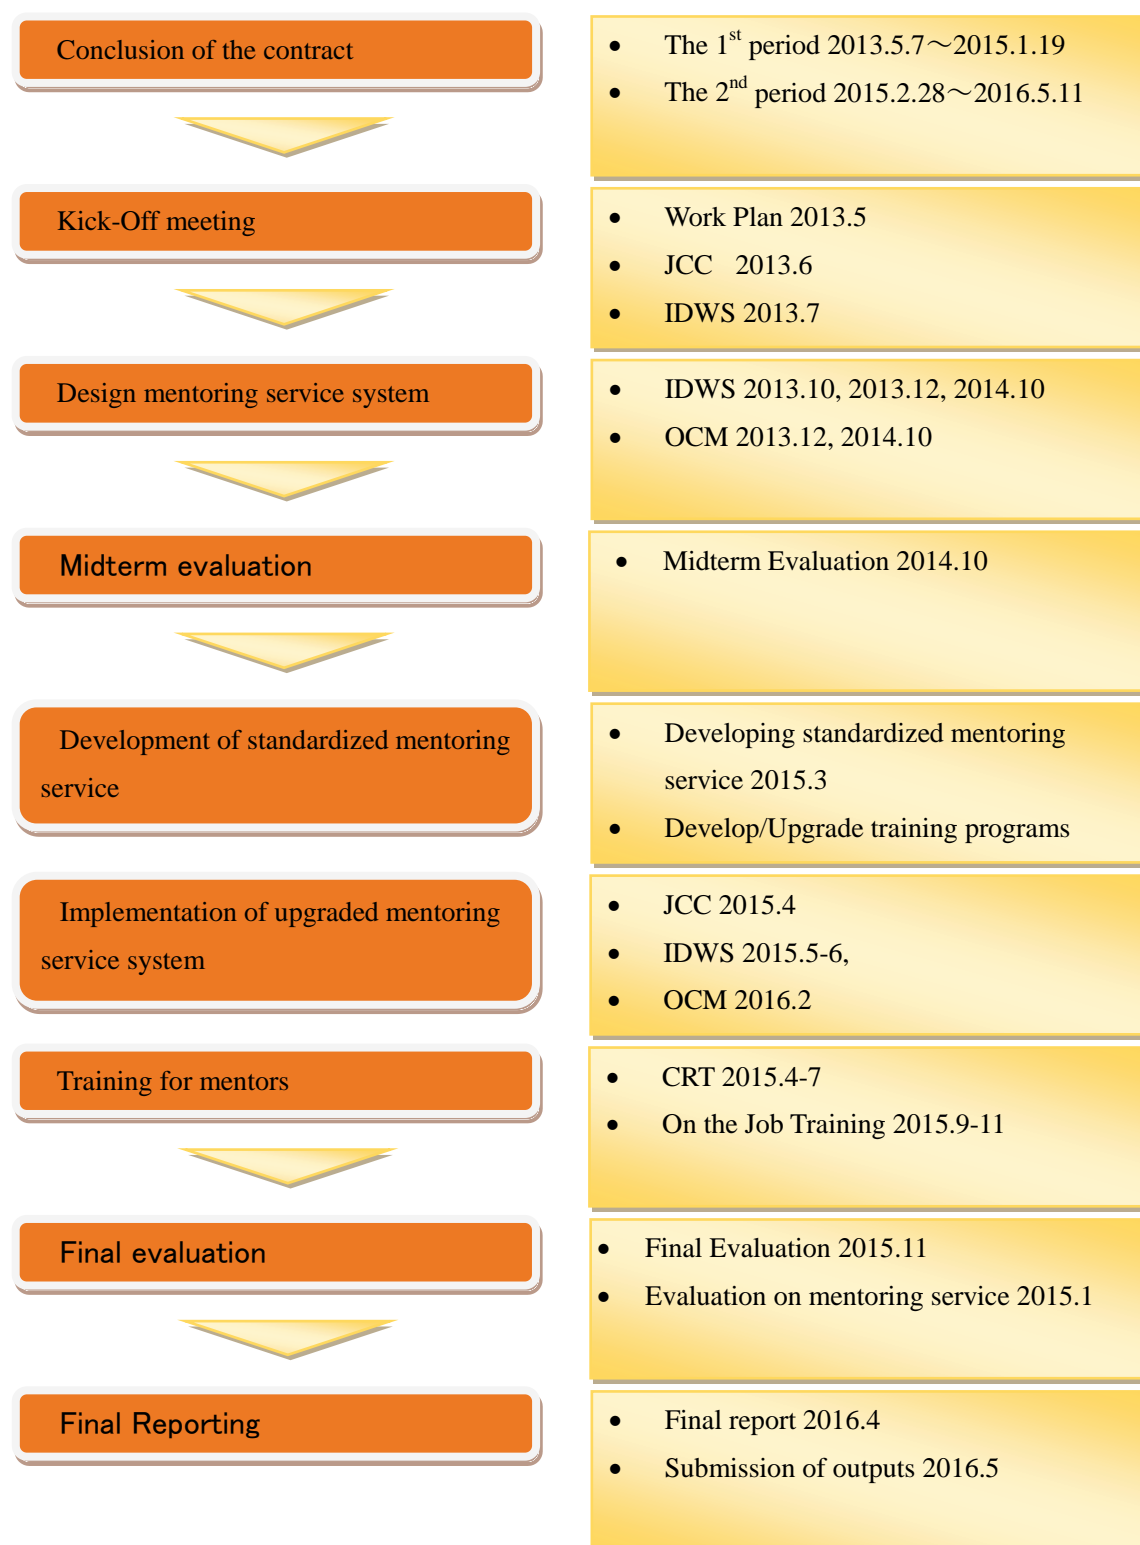 Conclusion of the contract
• The 1st period 2013.5.7～2015.1.19
• The 2nd period 2015.2.28～2016.5.11
Kick-Off meeting
• Work Plan 2013.5
• JCC 2013.6
• IDWS 2013.7
Design mentoring service system
• IDWS 2013.10, 2013.12, 2014.10
• OCM 2013.12, 2014.10
Midterm evaluation
• Midterm Evaluation 2014.10
Development of standardized mentoring
service
• Developing standardized mentoring
service 2015.3
• Develop/Upgrade training programs
Implementation of upgraded mentoring
service system
• JCC 2015.4
• IDWS 2015.5-6,
• OCM 2016.2
Training for mentors
• CRT 2015.4-7
• On the Job Training 2015.9-11
Final evaluation
• Final Evaluation 2015.11
• Evaluation on mentoring service 2015.1
Final Reporting
• Final report 2016.4
• Submission of outputs 2016.5